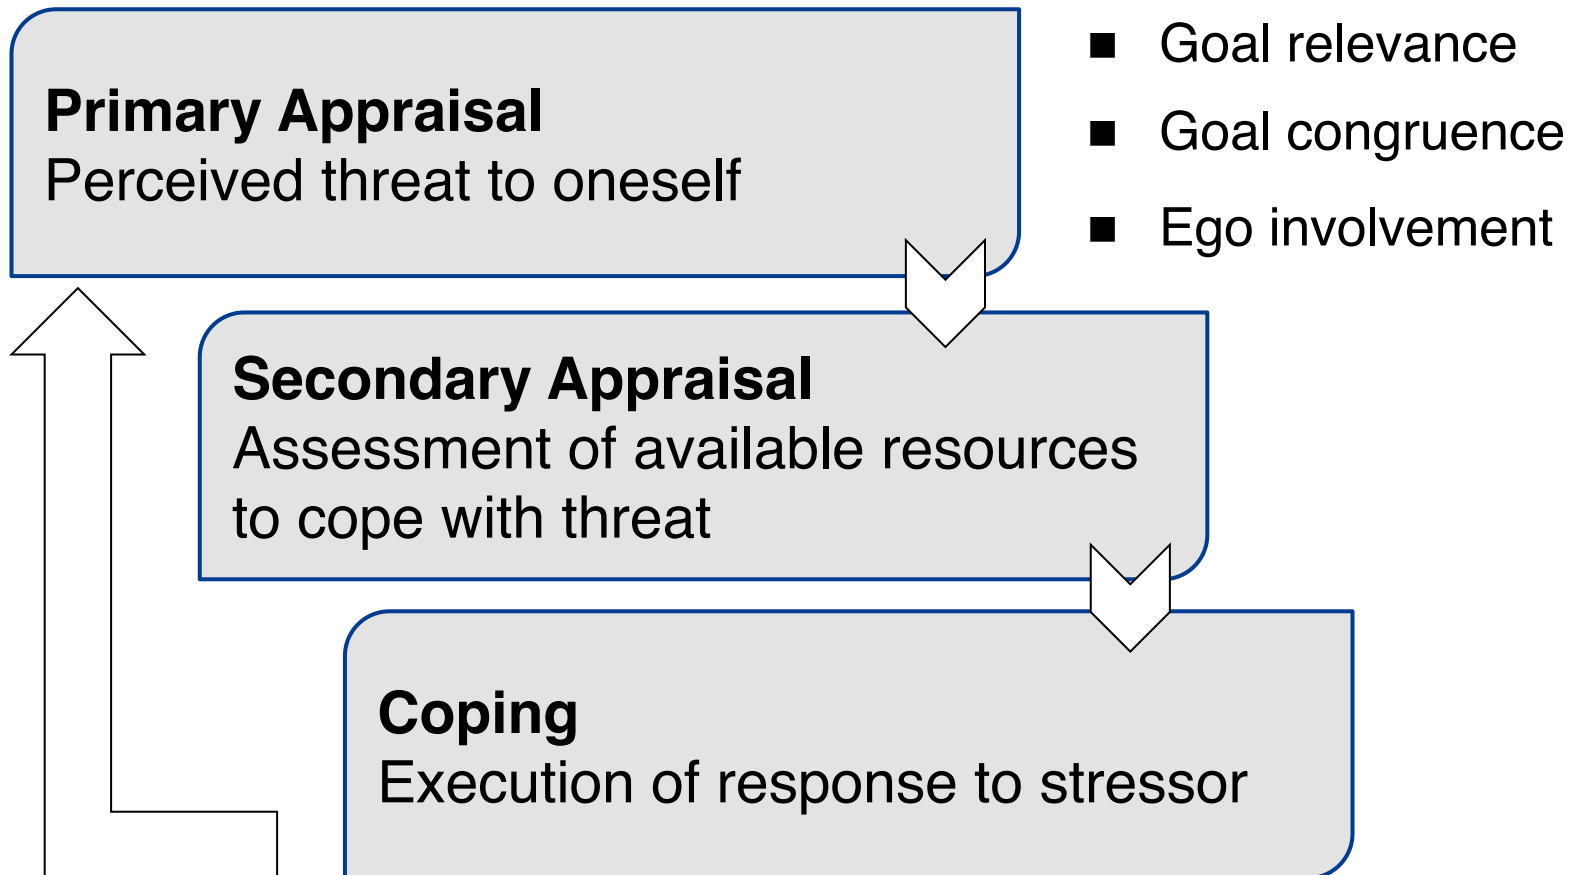 Primary Appraisal
Perceived threat to oneself
■ Goal relevance
■ Goal congruence
■ Ego involvement
Secondary Appraisal
Assessment of available resources
to cope with threat
Coping
Execution of response to stressor